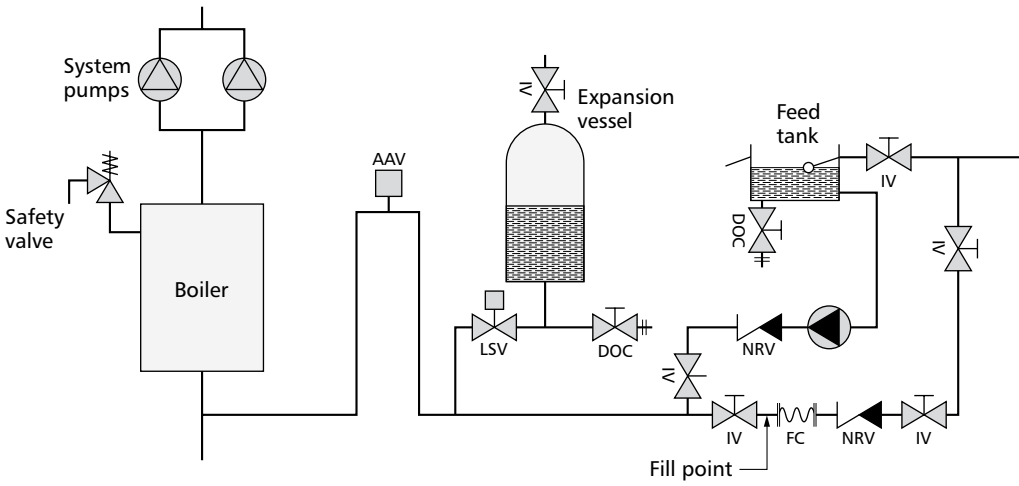 System
pumps
Safety
valve
Boiler
AAV
IV
Expansion
vessel
LSV
DOC
Feed
tank
IV
DOC
IV
NRV
IV
IV
FC
NRV
IV
Fill point